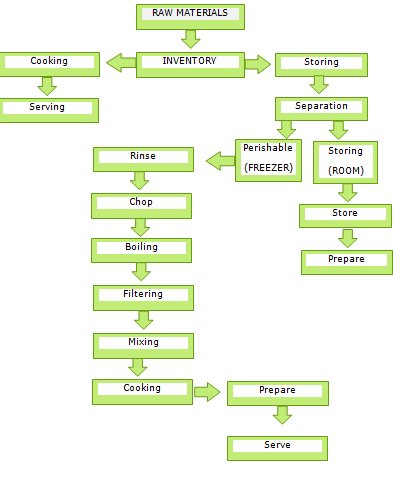 RAW MATERIALS
Cooking
INVENTORY
Storing
Serving
Separation
Perishable
(FREEZER)
Storing
(ROOM)
Rinse
Chop
Store
Boiling
Prepare
Filtering
Mixing
Cooking
Prepare
Serve